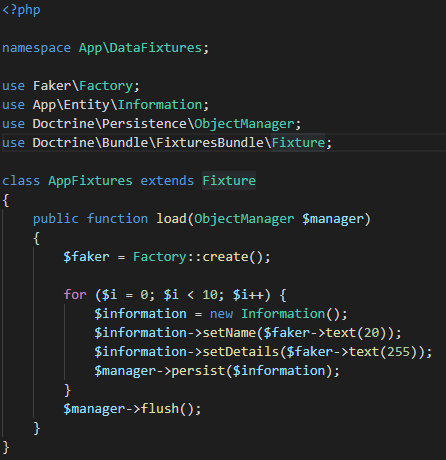 <?php
namespace App\DataFixtures;
use Faker\Factory;
use App\Entity\Information;
use Doctrine\Persistence\ObjectManager;
use Doctrine\Bundle\FixturesBundle\Fixture;
class AppFixtures extends Fixture
{
    public function load(ObjectManager $manager)
    {
        $faker = Factory::create();
        for ($i = 0; $i < 10; $i++) {
            $information = new Information();
            $information->setName($faker->text(20));
            $information->setDetails($faker->text(255));
            $manager->persist($information);
        }
        $manager->flush();
    }
}